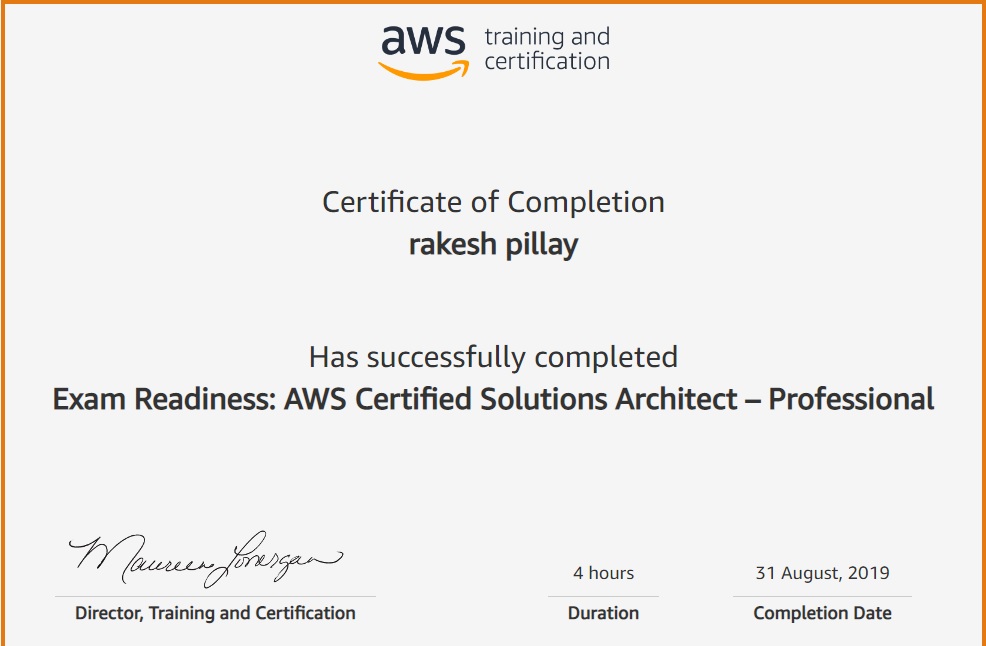 aws training and
certification
Certificate of Completion
rakesh pillay
Has successfully completed
Exam Readiness: AWS Certified Solutions Architect – Professional
Maureen Lonergan
4 hours
31 August, 2019
Director, Training and Certification
Duration
Completion Date